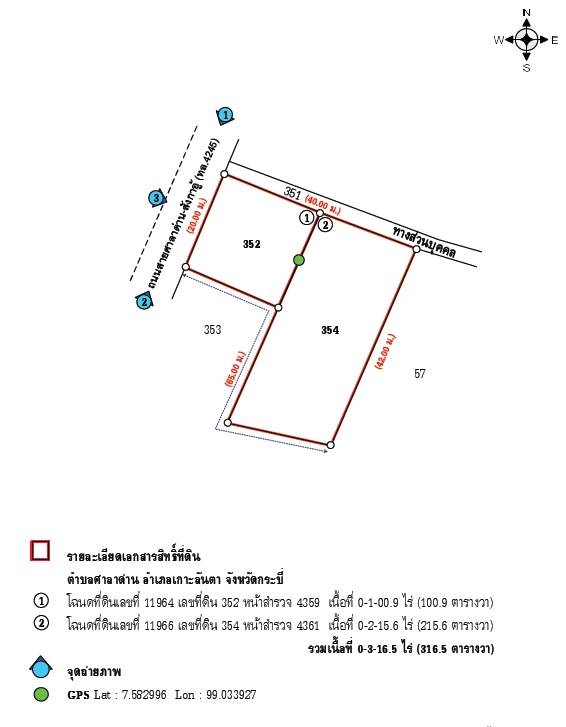 N
W E
S
1
ถนนสายศาลาด่าน-สังกาอู้ (ทล.4245)
3
2
351 (40.00 ม.)
(20.00 ม.)
1 2
352
ทางส่วนบุคคล
353
354
(65.00 ม.)
(42.00 ม.)
57
รายละเอียดเอกสารสิทธิ์ที่ดิน
ตำบลศาลาด่าน อำเภอเกาะลันตา จังหวัดกระบี่
1 โฉนดที่ดินเลขที่ 11964 เลขที่ดิน 352 หน้าสำรวจ 4359 เนื้อที่ 0-1-00.9 ไร่ (100.9 ตารางวา)
2 โฉนดที่ดินเลขที่ 11966 เลขที่ดิน 354 หน้าสำรวจ 4361 เนื้อที่ 0-2-15.6 ไร่ (215.6 ตารางวา)
รวมเนื้อที่ 0-3-16.5 ไร่ (316.5 ตารางวา)
จุดถ่ายภาพ
GPS Lat : 7.582996 Lon : 99.033927